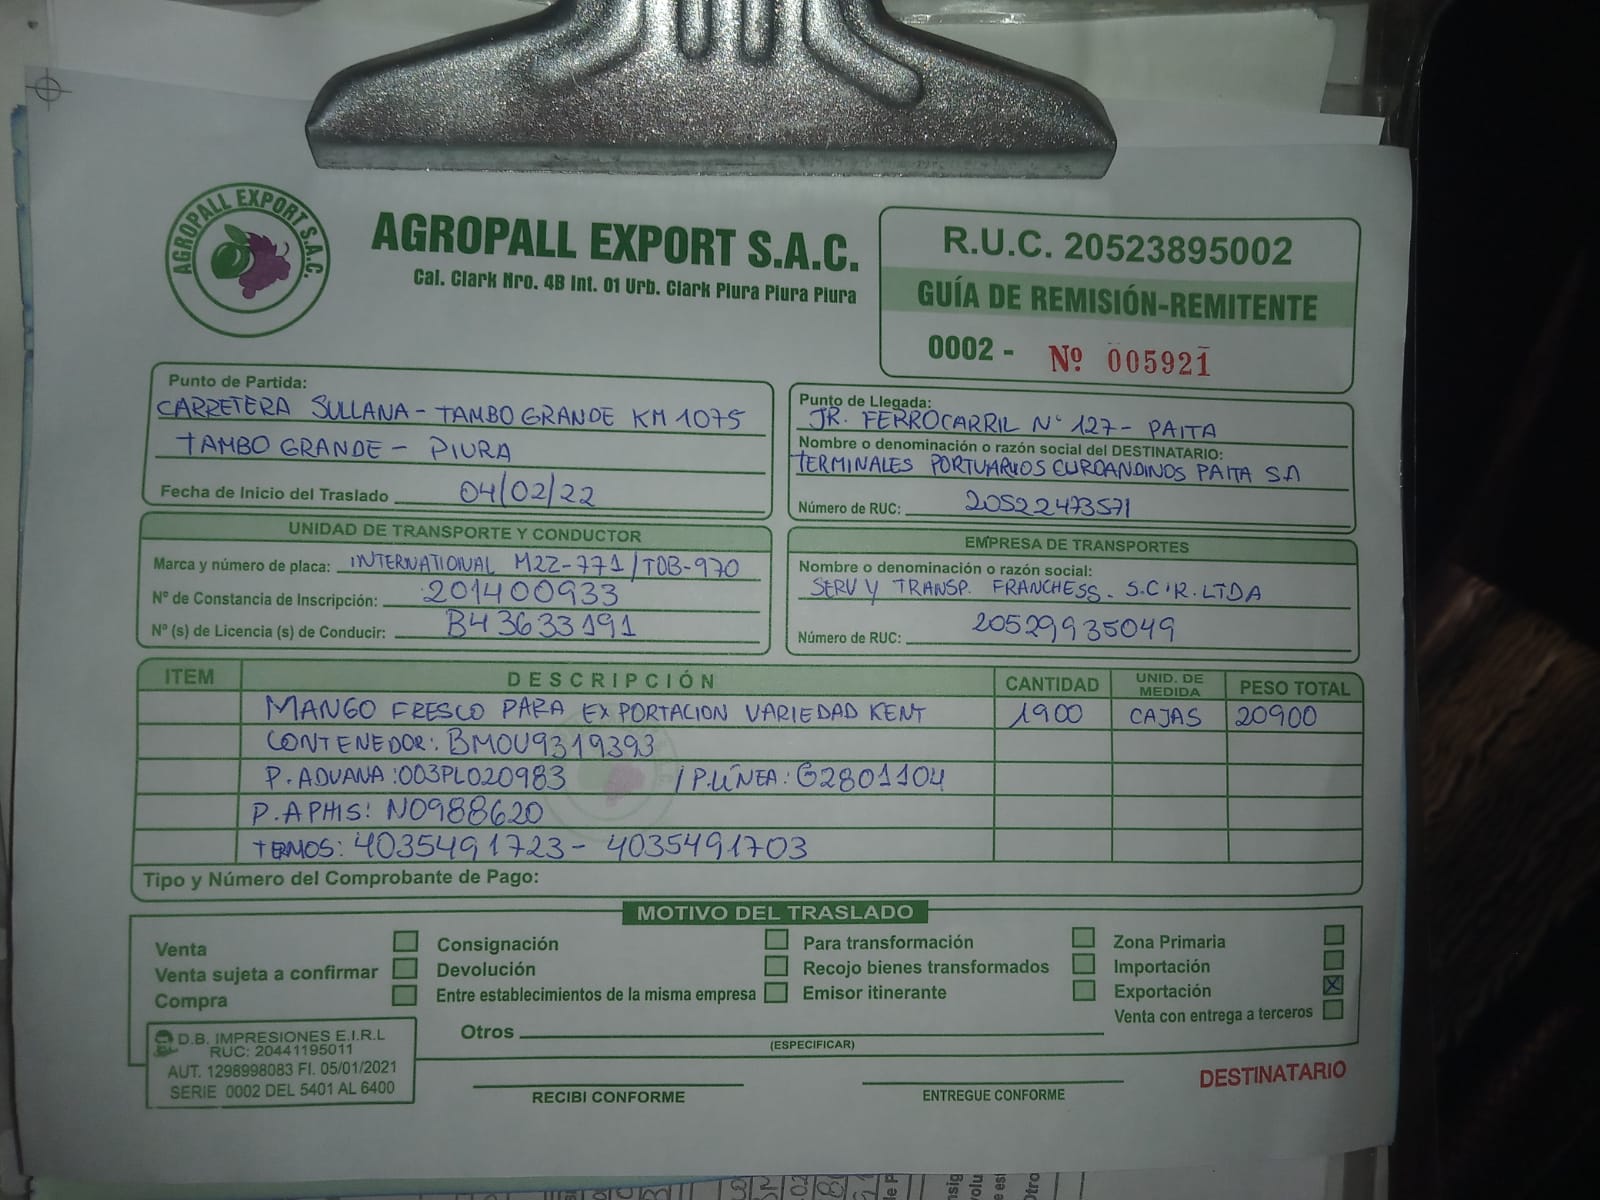 AGROPALL EXPORT S.A.C.
AGROPALL EXPORT S.A.C.
Cal. Clark Nro. 4B Int. 01 Urb. Clark Piura Piura Piura
R.U.C. 20523895002
GUÍA DE REMISIÓN-REMITENTE
0002 - Nº 005921
Punto de Partida:
CARRETERA SULLANA - TAMBO GRANDE KM 1075
TAMBO GRANDE - PIURA
Fecha de Inicio del Traslado 04/02/22
Punto de Llegada:
JR. FERROCARRIL N° 127 - PAITA
Nombre o denominación o razón social del DESTINATARIO:
TERMINALES PORTUARIOS EUROANDINOS PAITA SA
Número de RUC: 20522473571
UNIDAD DE TRANSPORTE Y CONDUCTOR
Marca y número de placa: INTERNATIONAL M2Z-771/TDB-970
Nº de Constancia de Inscripción: 201400933
Nº (s) de Licencia (s) de Conducir: B43633191
EMPRESA DE TRANSPORTES
Nombre o denominación o razón social:
SERV Y TRANSP. FRANCHESS. S.C.R.LTDA
Número de RUC: 20529935049
ITEM DESCRIPCIÓN CANTIDAD UNID. DE MEDIDA PESO TOTAL
MANGO FRESCO PARA EXPORTACION VARIEDAD KENT 1900 CAJAS 20900
CONTENEDOR: BMOU9319393
P. ADUANA: 003PL020983 / P.LÍNEA: G2801104
P. APHIS: N0988620
TERMOS: 4035491723 - 4035491703
Tipo y Número del Comprobante de Pago:
MOTIVO DEL TRASLADO
Venta Consignación Para transformación Zona Primaria
Venta sujeta a confirmar Devolución Recojo bienes transformados Importación
Compra Entre establecimientos de la misma empresa Emisor itinerante Exportación X
Venta con entrega a terceros
Otros
(ESPECIFICAR)
D.B. IMPRESIONES E.I.R.L
RUC: 20441195011
AUT. 1298998083 FI. 05/01/2021
SERIE 0002 DEL 5401 AL 6400
RECIBI CONFORME
ENTREGUE CONFORME
DESTINATARIO